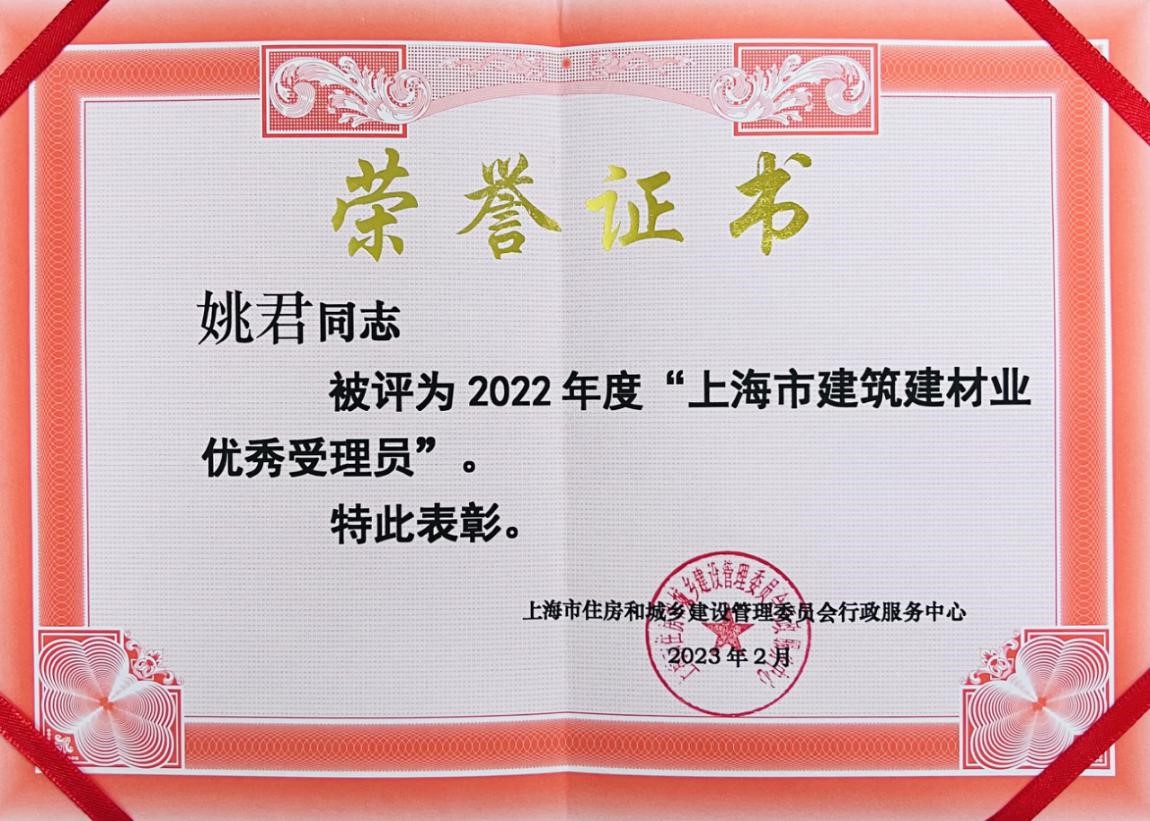 荣誉证书
姚君同志
被评为 2022 年度“上海市建筑建材业
优秀受理员”。
特此表彰。
上海市住房和城乡建设管理委员会行政服务中心
2023 年 2 月